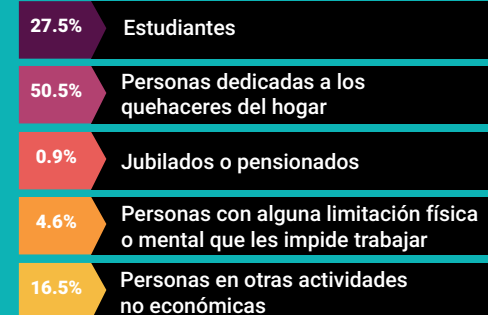 27.5% Estudiantes
50.5% Personas dedicadas a los
quehaceres del hogar
0.9% Jubilados o pensionados
4.6% Personas con alguna limitación física
o mental que les impide trabajar
16.5% Personas en otras actividades
no económicas